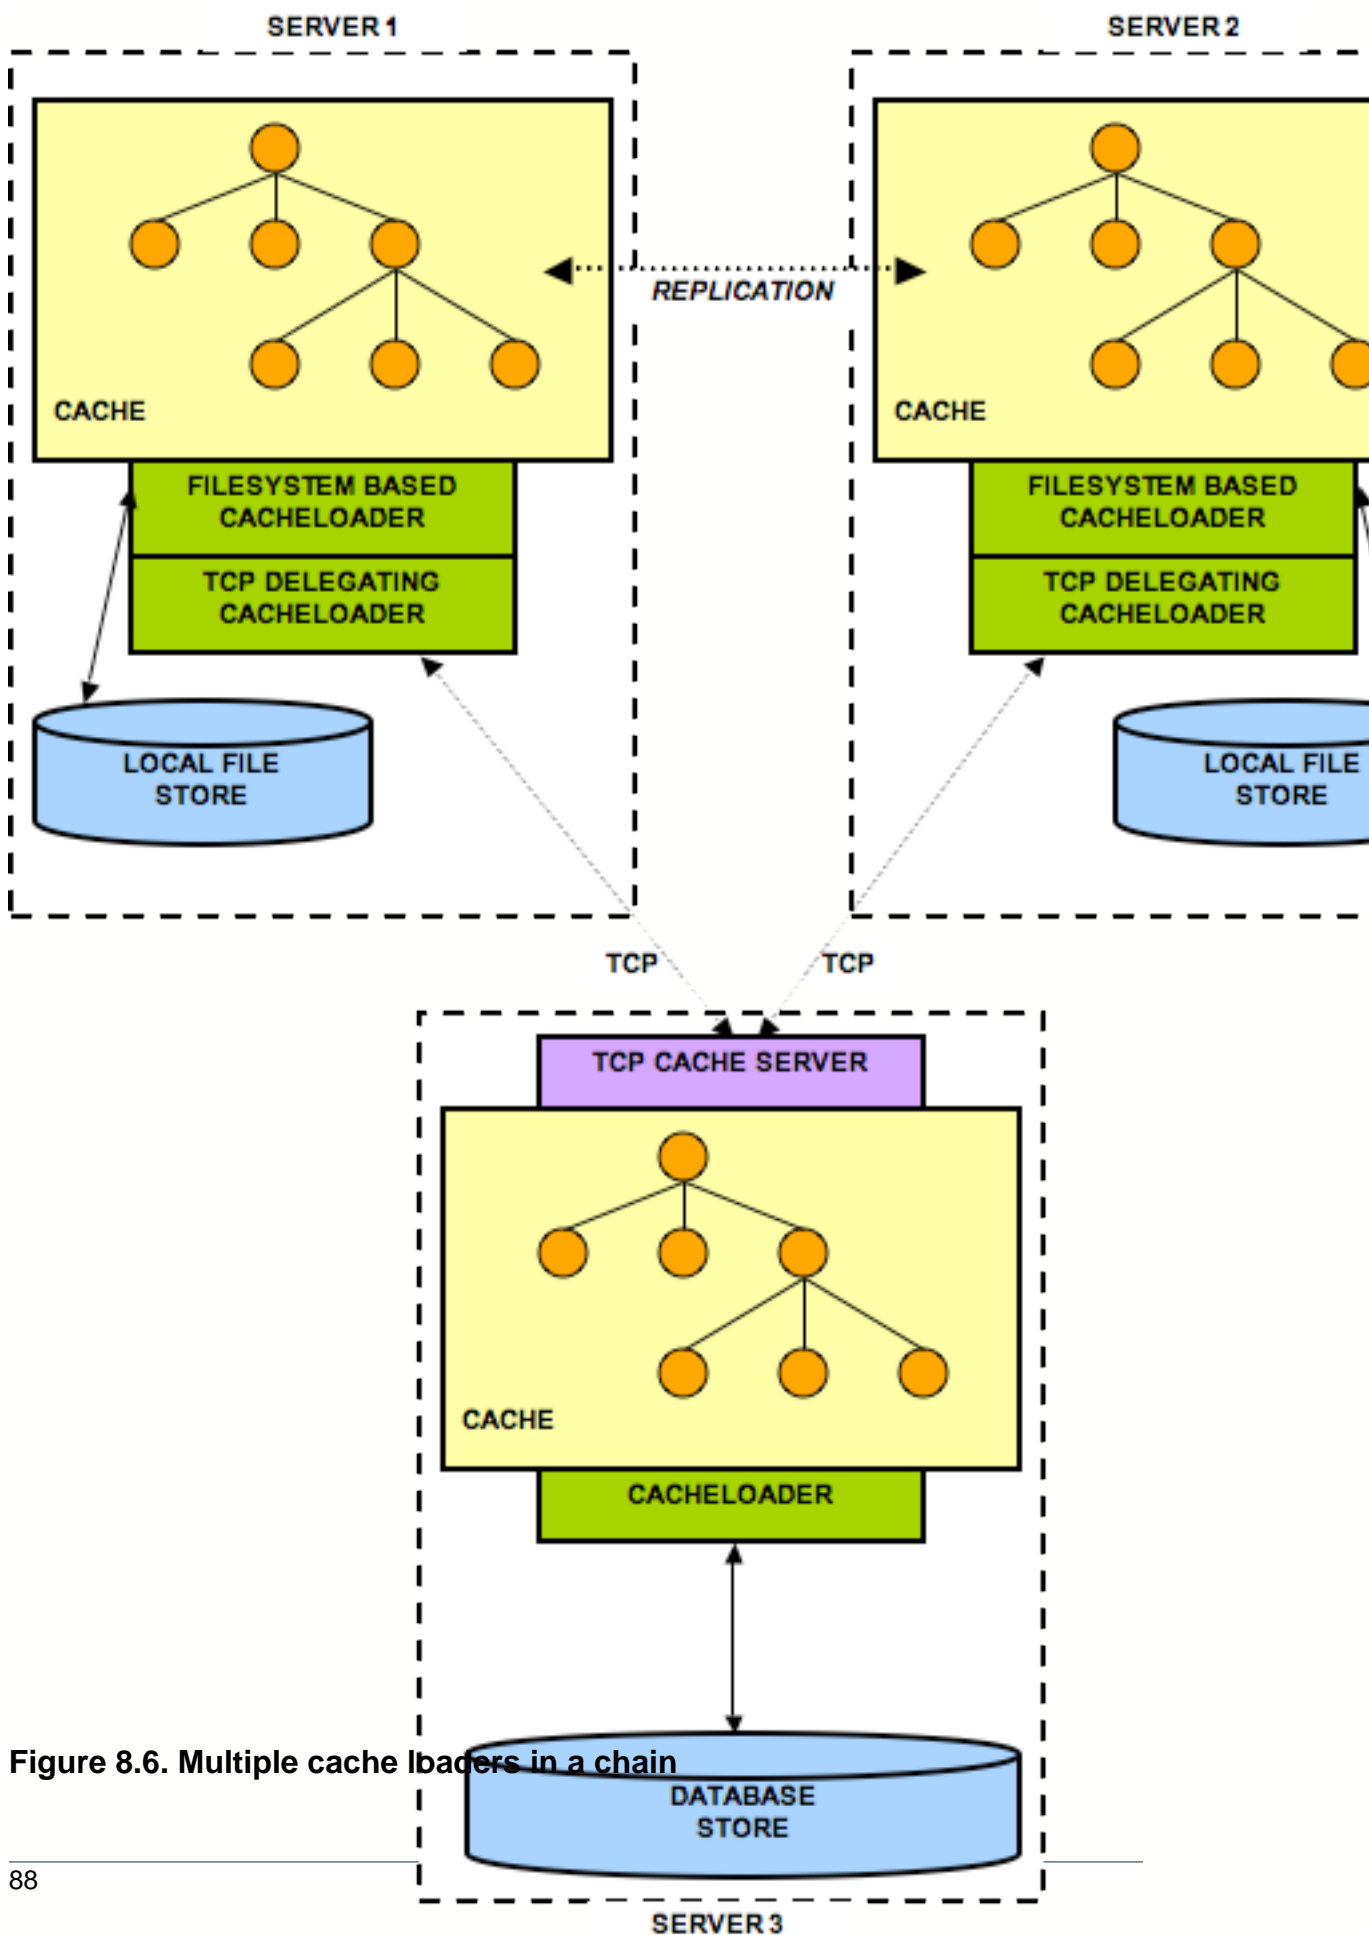 SERVER 1
SERVER 2
REPLICATION
CACHE
CACHE
FILESYSTEM BASED
CACHELOADER
TCP DELEGATING
CACHELOADER
FILESYSTEM BASED
CACHELOADER
TCP DELEGATING
CACHELOADER
LOCAL FILE
STORE
LOCAL FILE
STORE
TCP
TCP
TCP CACHE SERVER
CACHE
CACHELOADER
Figure 8.6. Multiple cache loaders in a chain
DATABASE
STORE
88
SERVER 3